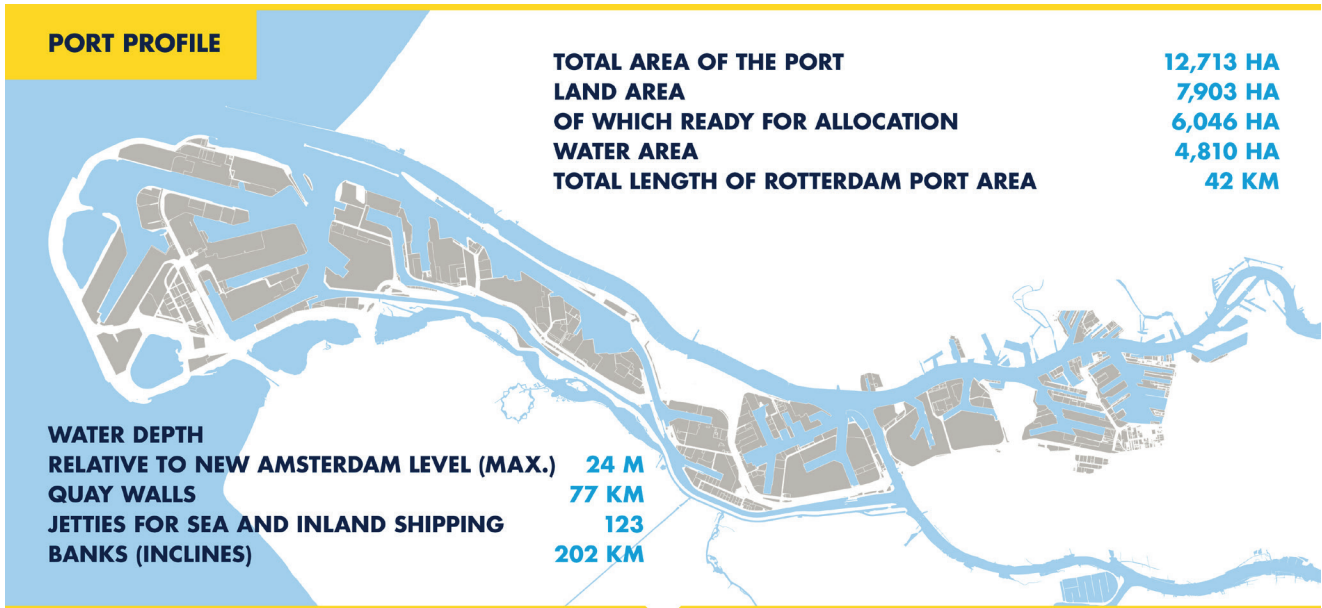 PORT PROFILE
TOTAL AREA OF THE PORT 12,713 HA
LAND AREA 7,903 HA
OF WHICH READY FOR ALLOCATION 6,046 HA
WATER AREA 4,810 HA
TOTAL LENGTH OF ROTTERDAM PORT AREA 42 KM
WATER DEPTH
RELATIVE TO NEW AMSTERDAM LEVEL (MAX.) 24 M
QUAY WALLS 77 KM
JETTIES FOR SEA AND INLAND SHIPPING 123
BANKS (INCLINES) 202 KM